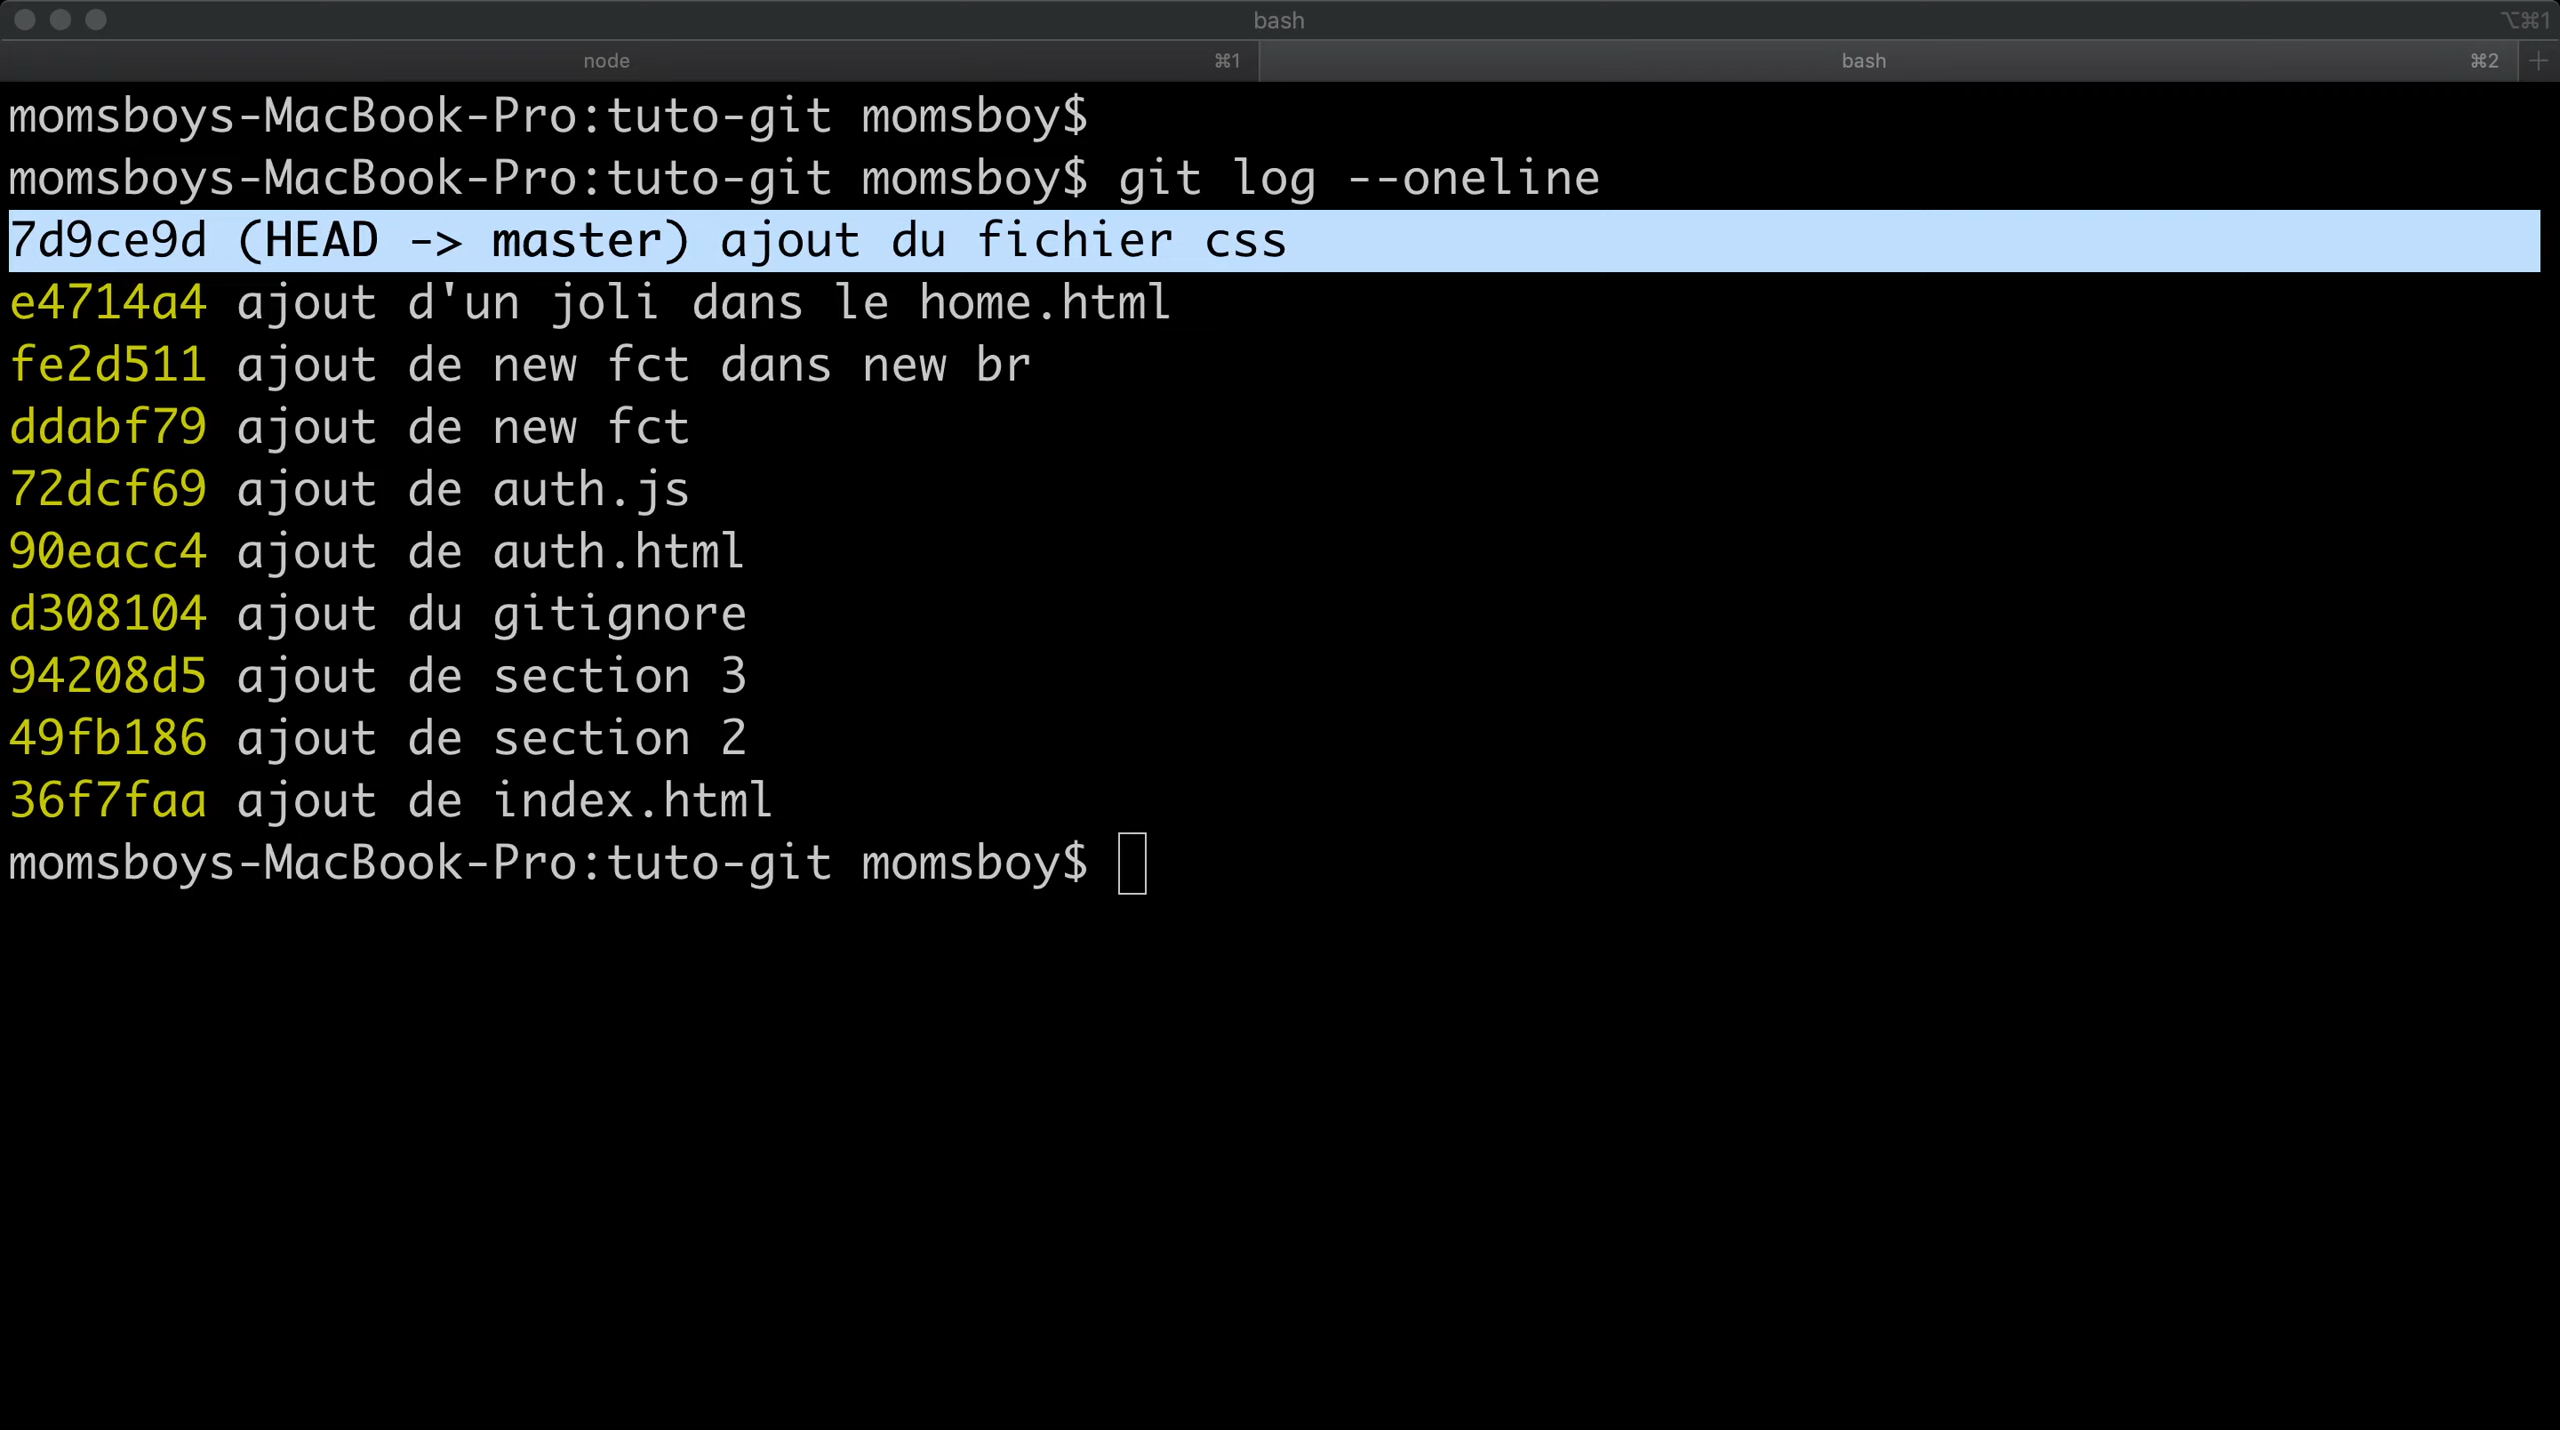 bash ⌥⌘1
node ⌘1 bash ⌘2 +
momsboys-MacBook-Pro:tuto-git momsboy$
momsboys-MacBook-Pro:tuto-git momsboy$ git log --oneline
7d9ce9d (HEAD -> master) ajout du fichier css
e4714a4 ajout d'un joli dans le home.html
fe2d511 ajout de new fct dans new br
ddabf79 ajout de new fct
72dcf69 ajout de auth.js
90eacc4 ajout de auth.html
d308104 ajout du gitignore
94208d5 ajout de section 3
49fb186 ajout de section 2
36f7faa ajout de index.html
momsboys-MacBook-Pro:tuto-git momsboy$